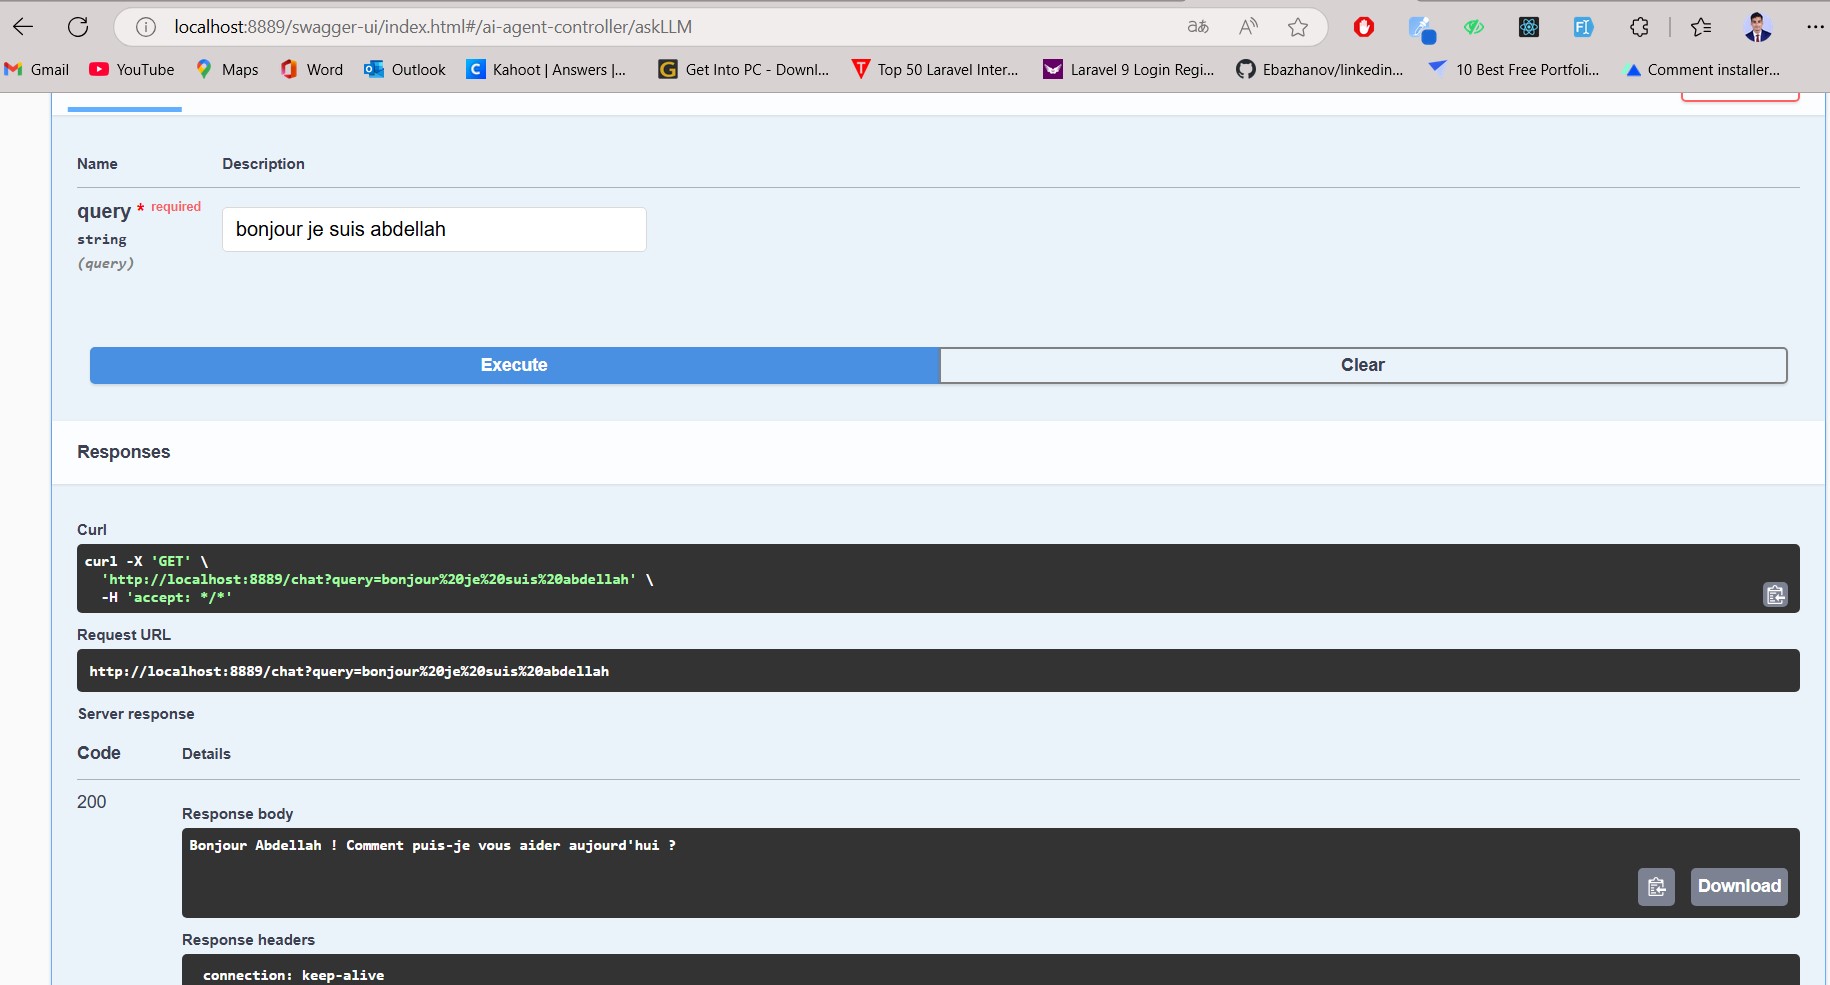 localhost:8889/swagger-ui/index.html#/ai-agent-controller/askLLM
Gmail YouTube Maps Word Outlook Kahoot | Answers |... Get Into PC - Downl... Top 50 Laravel Inter... Laravel 9 Login Regi... Ebazhanov/linkedin... 10 Best Free Portfoli... Comment installer...
Name Description
query * required
string
(query)
bonjour je suis abdellah
Execute Clear
Responses
Curl
curl -X 'GET' \
'http://localhost:8889/chat?query=bonjour%20je%20suis%20abdellah' \
-H 'accept: */*'
Request URL
http://localhost:8889/chat?query=bonjour%20je%20suis%20abdellah
Server response
Code Details
200
Response body
Bonjour Abdellah ! Comment puis-je vous aider aujourd'hui ?
Download
Response headers
connection: keep-alive